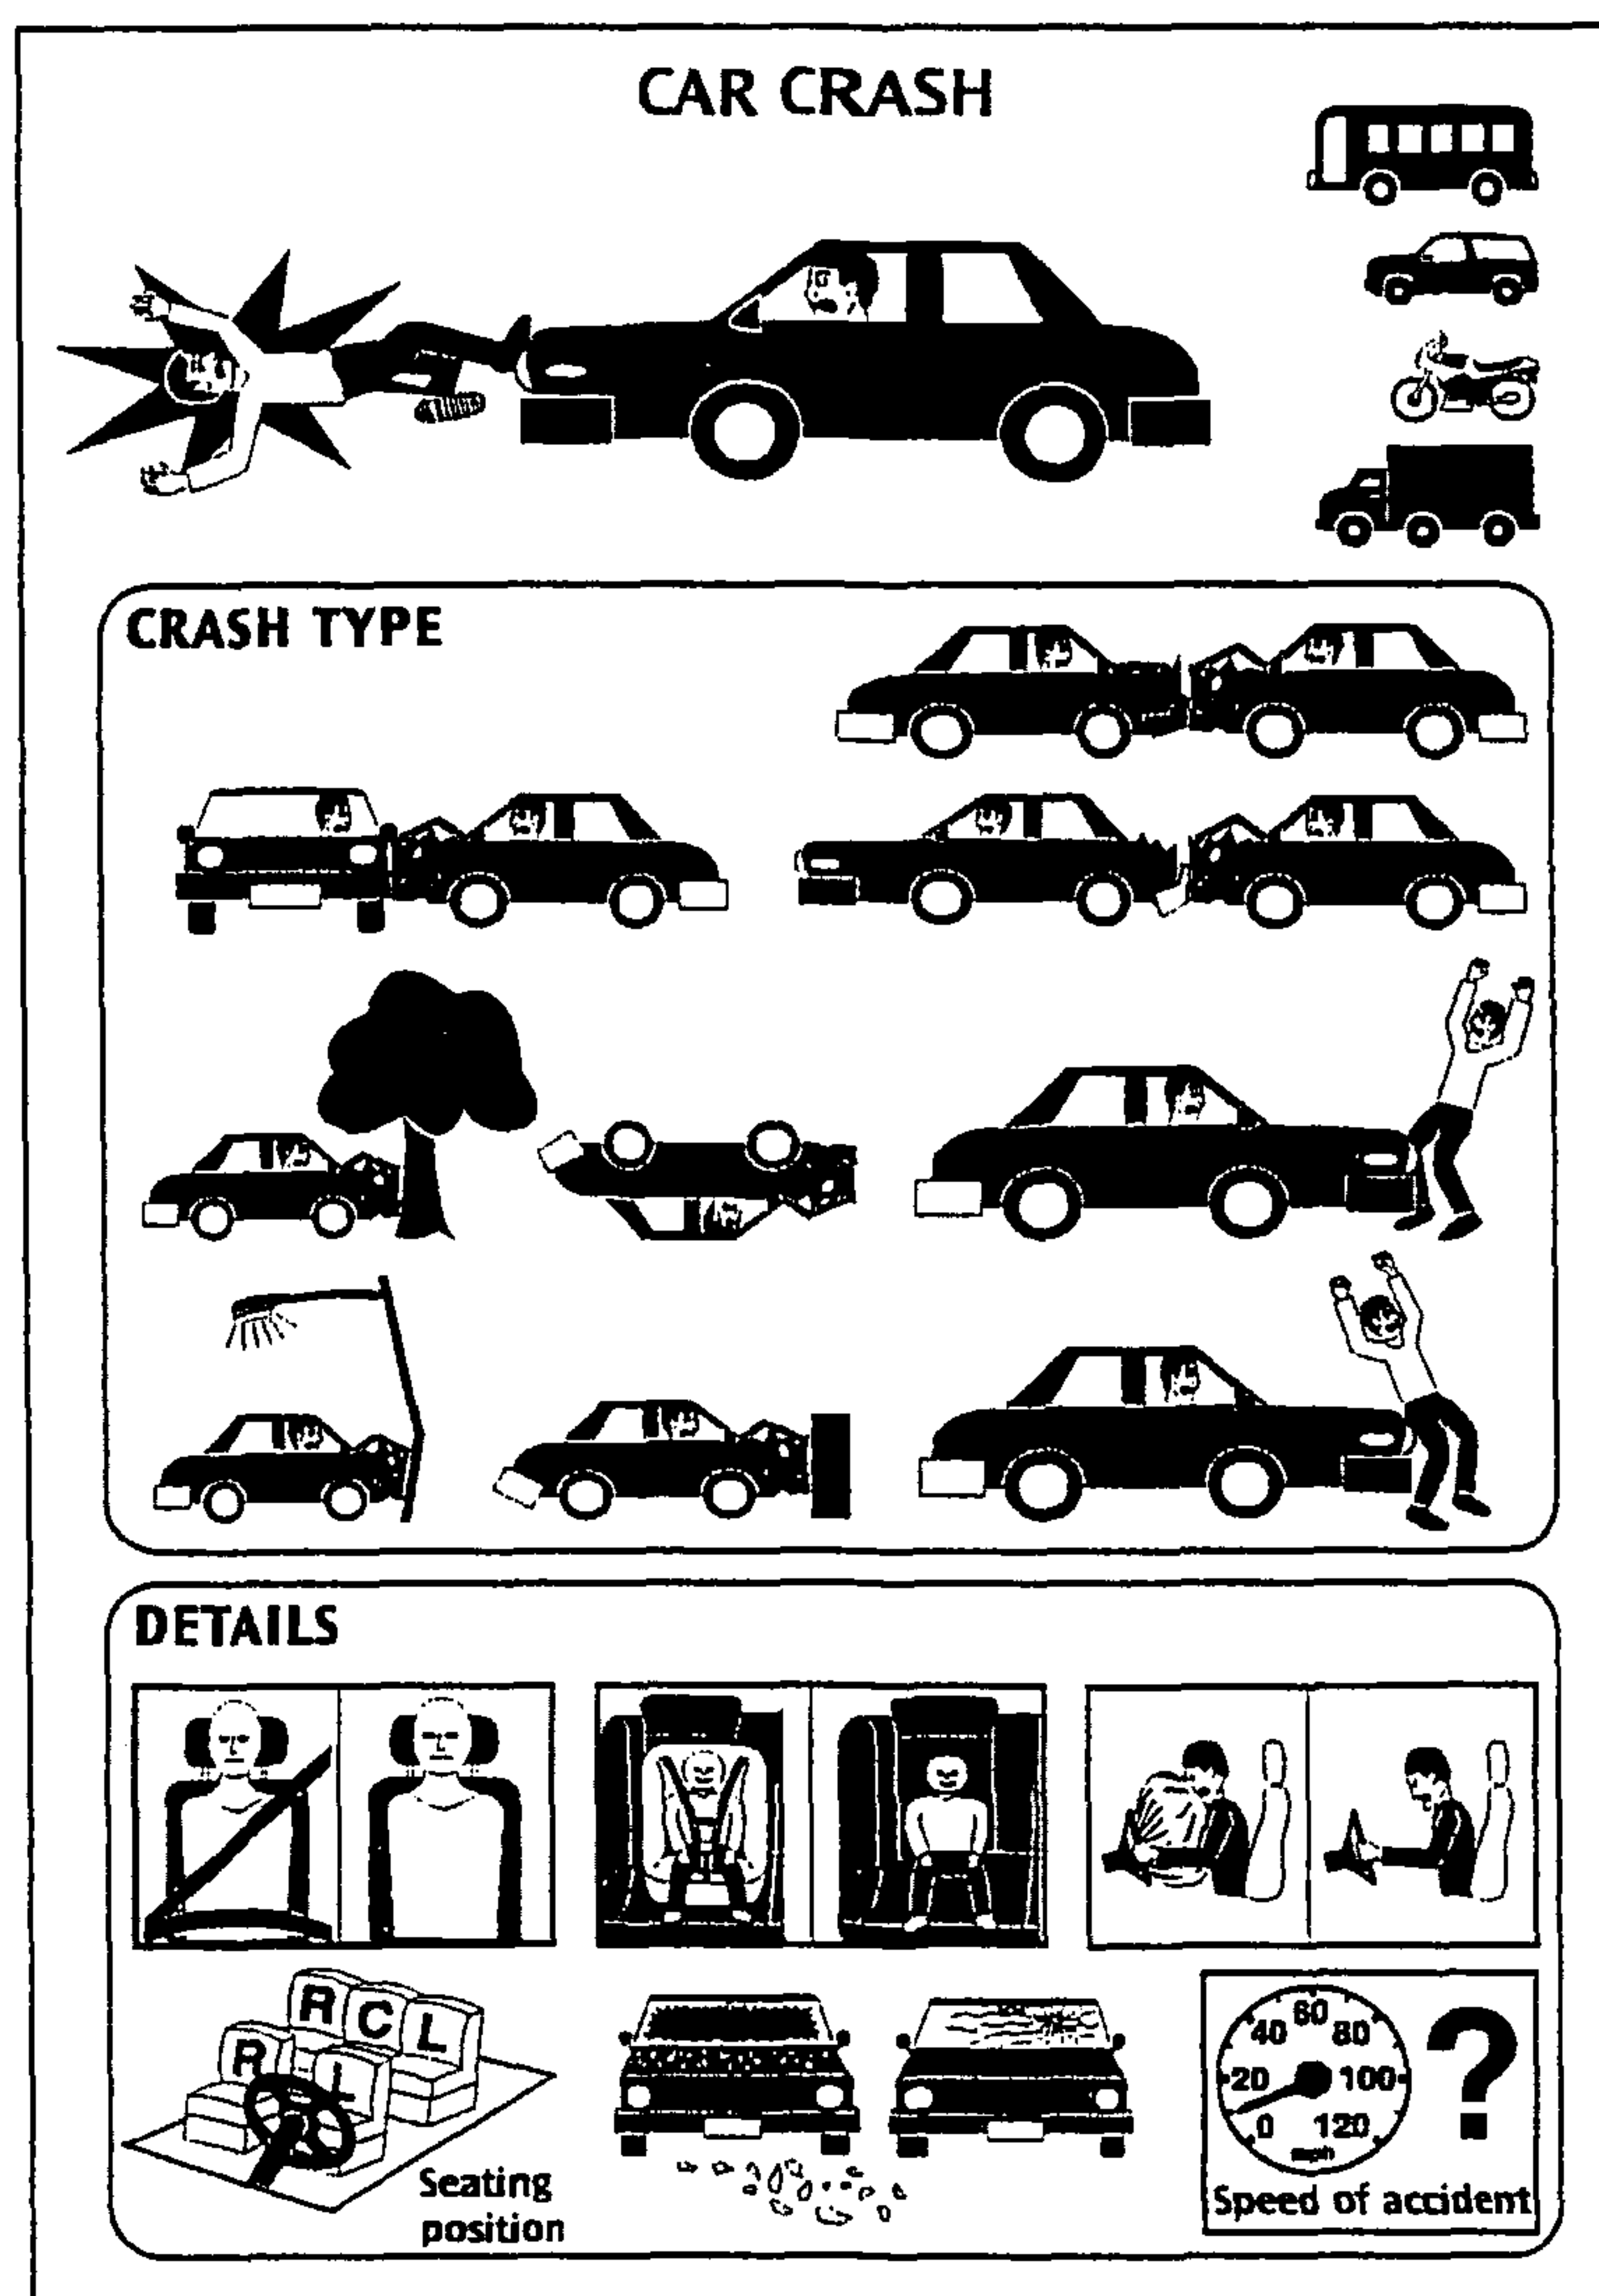 CAR CRASH
CRASH TYPE
DETAILS
R C L
R L
Seating
position
60
40 80
20 100
0 120
mph
Speed of accident
?